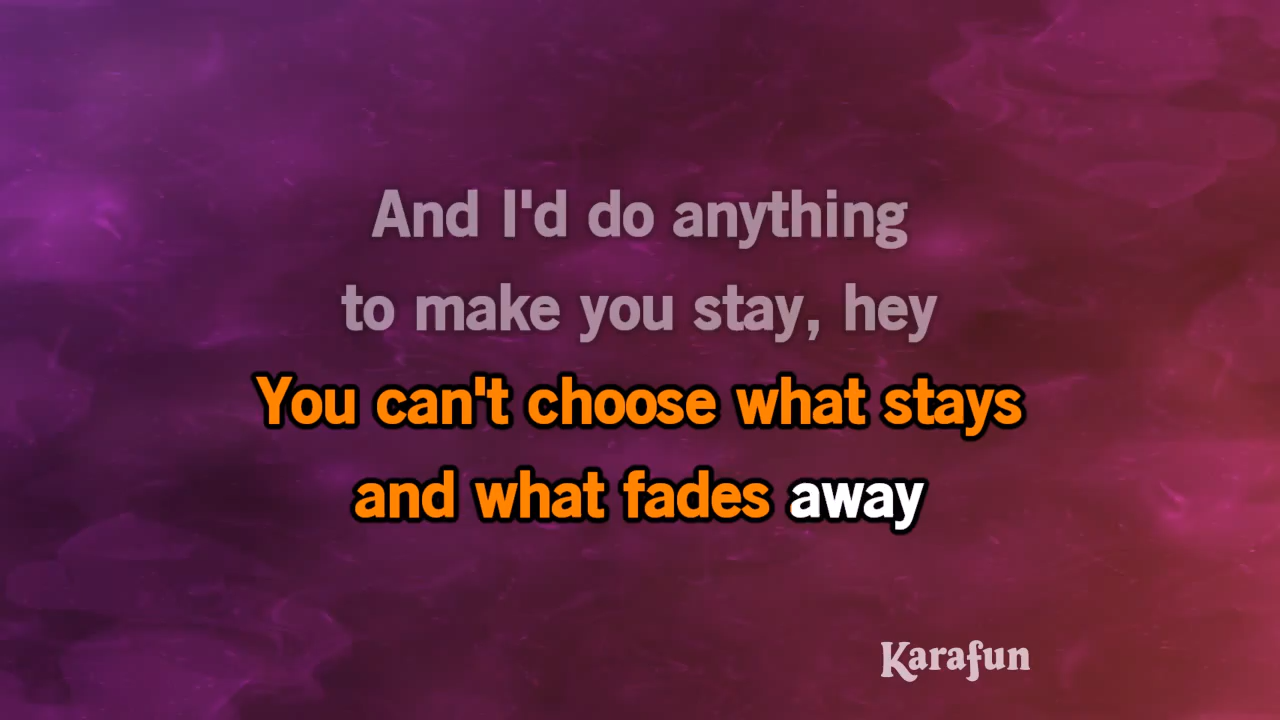 And I'd do anything
to make you stay, hey
You can't choose what stays
and what fades away
Karafun